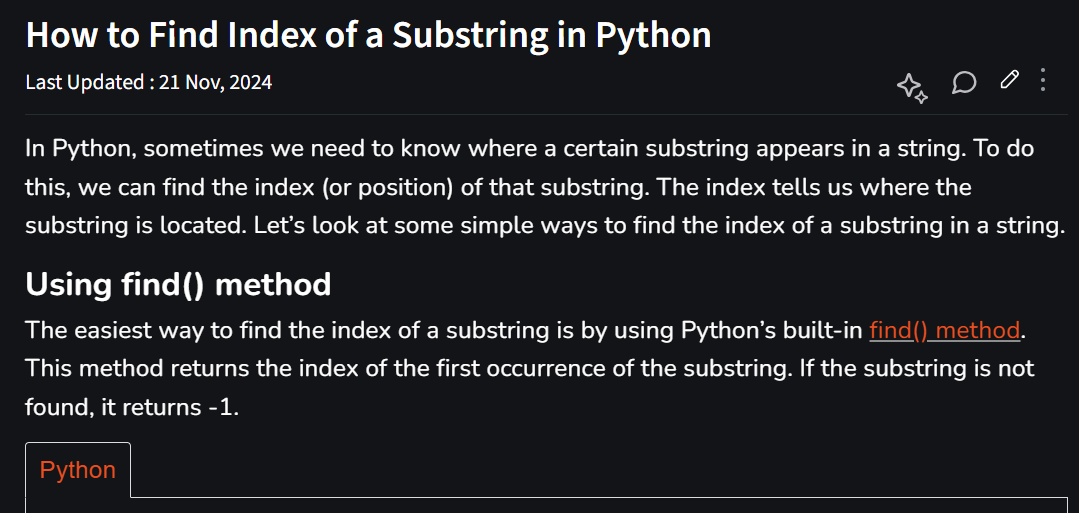 How to Find Index of a Substring in Python
Last Updated : 21 Nov, 2024
In Python, sometimes we need to know where a certain substring appears in a string. To do
this, we can find the index (or position) of that substring. The index tells us where the
substring is located. Let’s look at some simple ways to find the index of a substring in a string.
Using find() method
The easiest way to find the index of a substring is by using Python’s built-in find() method.
This method returns the index of the first occurrence of the substring. If the substring is not
found, it returns -1.
Python